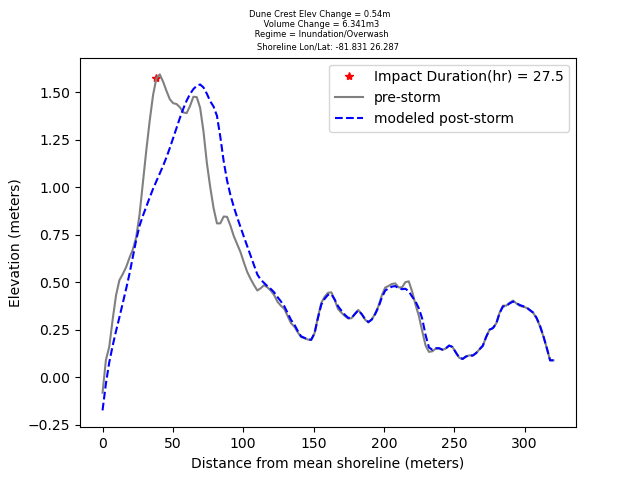 Dune Crest Elev Change = 0.54m
Volume Change = 6.341m3
Regime = Inundation/Overwash
Shoreline Lon/Lat: -81.831 26.287
Impact Duration(hr) = 27.5
pre-storm
modeled post-storm
Elevation (meters)
1.50
1.25
1.00
0.75
0.50
0.25
0.00
−0.25
0 50 100 150 200 250 300
Distance from mean shoreline (meters)